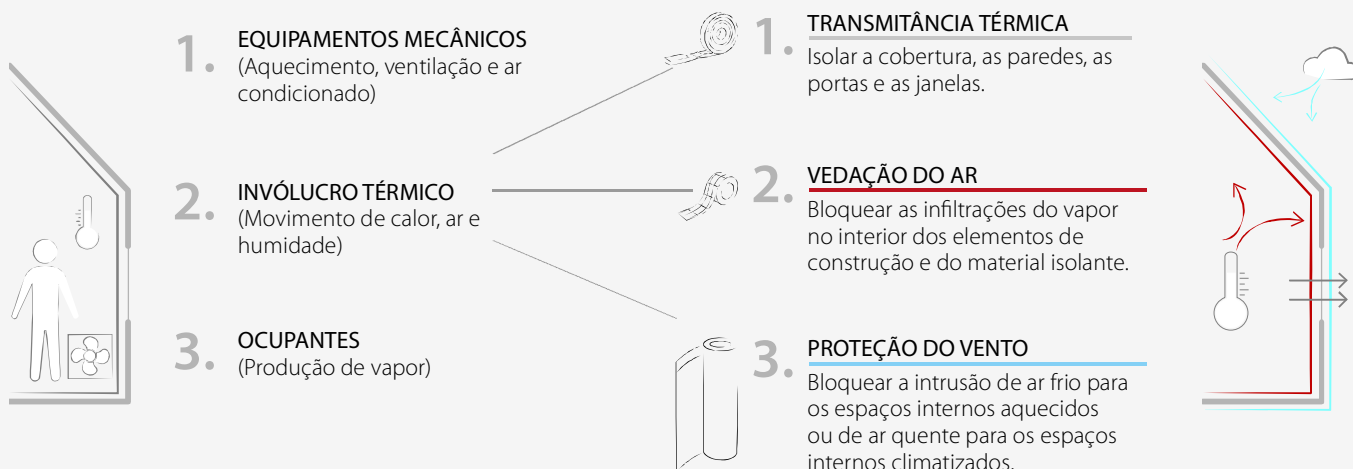 1.
EQUIPAMENTOS MECÂNICOS
(Aquecimento, ventilação e ar
condicionado)
2.
INVÓLUCRO TÉRMICO
(Movimento de calor, ar e
humidade)
3.
OCUPANTES
(Produção de vapor)
1.
TRANSMITÂNCIA TÉRMICA
Isolar a cobertura, as paredes, as
portas e as janelas.
2.
VEDAÇÃO DO AR
Bloquear as infiltrações do vapor
no interior dos elementos de
construção e do material isolante.
3.
PROTEÇÃO DO VENTO
Bloquear a intrusão de ar frio para
os espaços internos aquecidos
ou de ar quente para os espaços
internos climatizados.